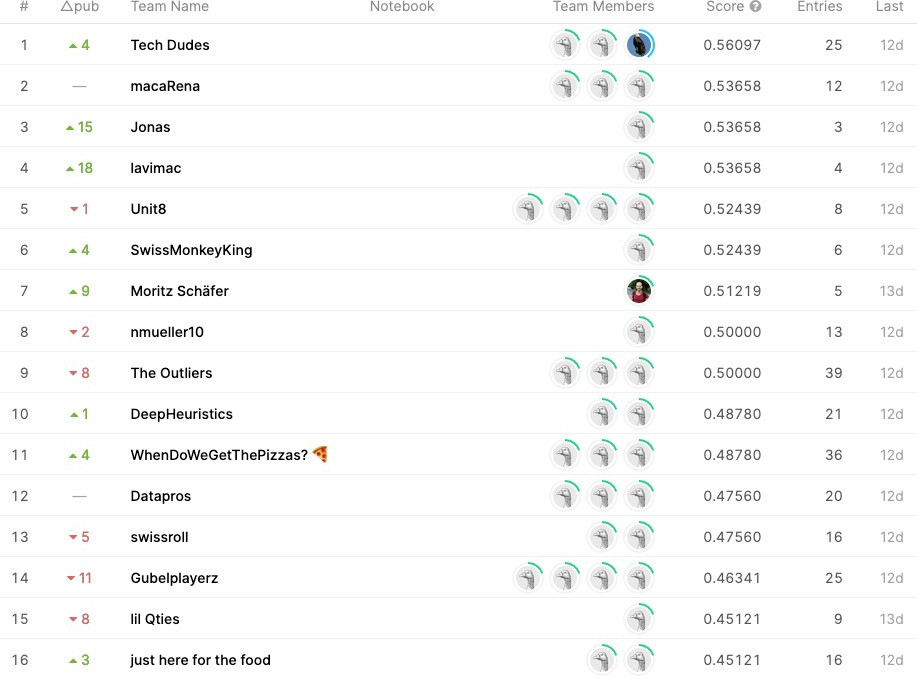 # △pub Team Name Notebook Team Members Score Entries Last
1 ▲ 4 Tech Dudes 0.56097 25 12d
2 — macaRena 0.53658 12 12d
3 ▲ 15 Jonas 0.53658 3 12d
4 ▲ 18 lavimac 0.53658 4 12d
5 ▼ 1 Unit8 0.52439 8 12d
6 ▲ 4 SwissMonkeyKing 0.52439 6 12d
7 ▲ 9 Moritz Schäfer 0.51219 5 13d
8 ▼ 2 nmueller10 0.50000 13 12d
9 ▼ 8 The Outliers 0.50000 39 12d
10 ▲ 1 DeepHeuristics 0.48780 21 12d
11 ▲ 4 WhenDoWeGetThePizzas? 🍕 0.48780 36 12d
12 — Datapros 0.47560 20 12d
13 ▼ 5 swissroll 0.47560 16 12d
14 ▼ 11 Gubelplayerz 0.46341 25 12d
15 ▼ 8 lil Qties 0.45121 9 13d
16 ▲ 3 just here for the food 0.45121 16 12d